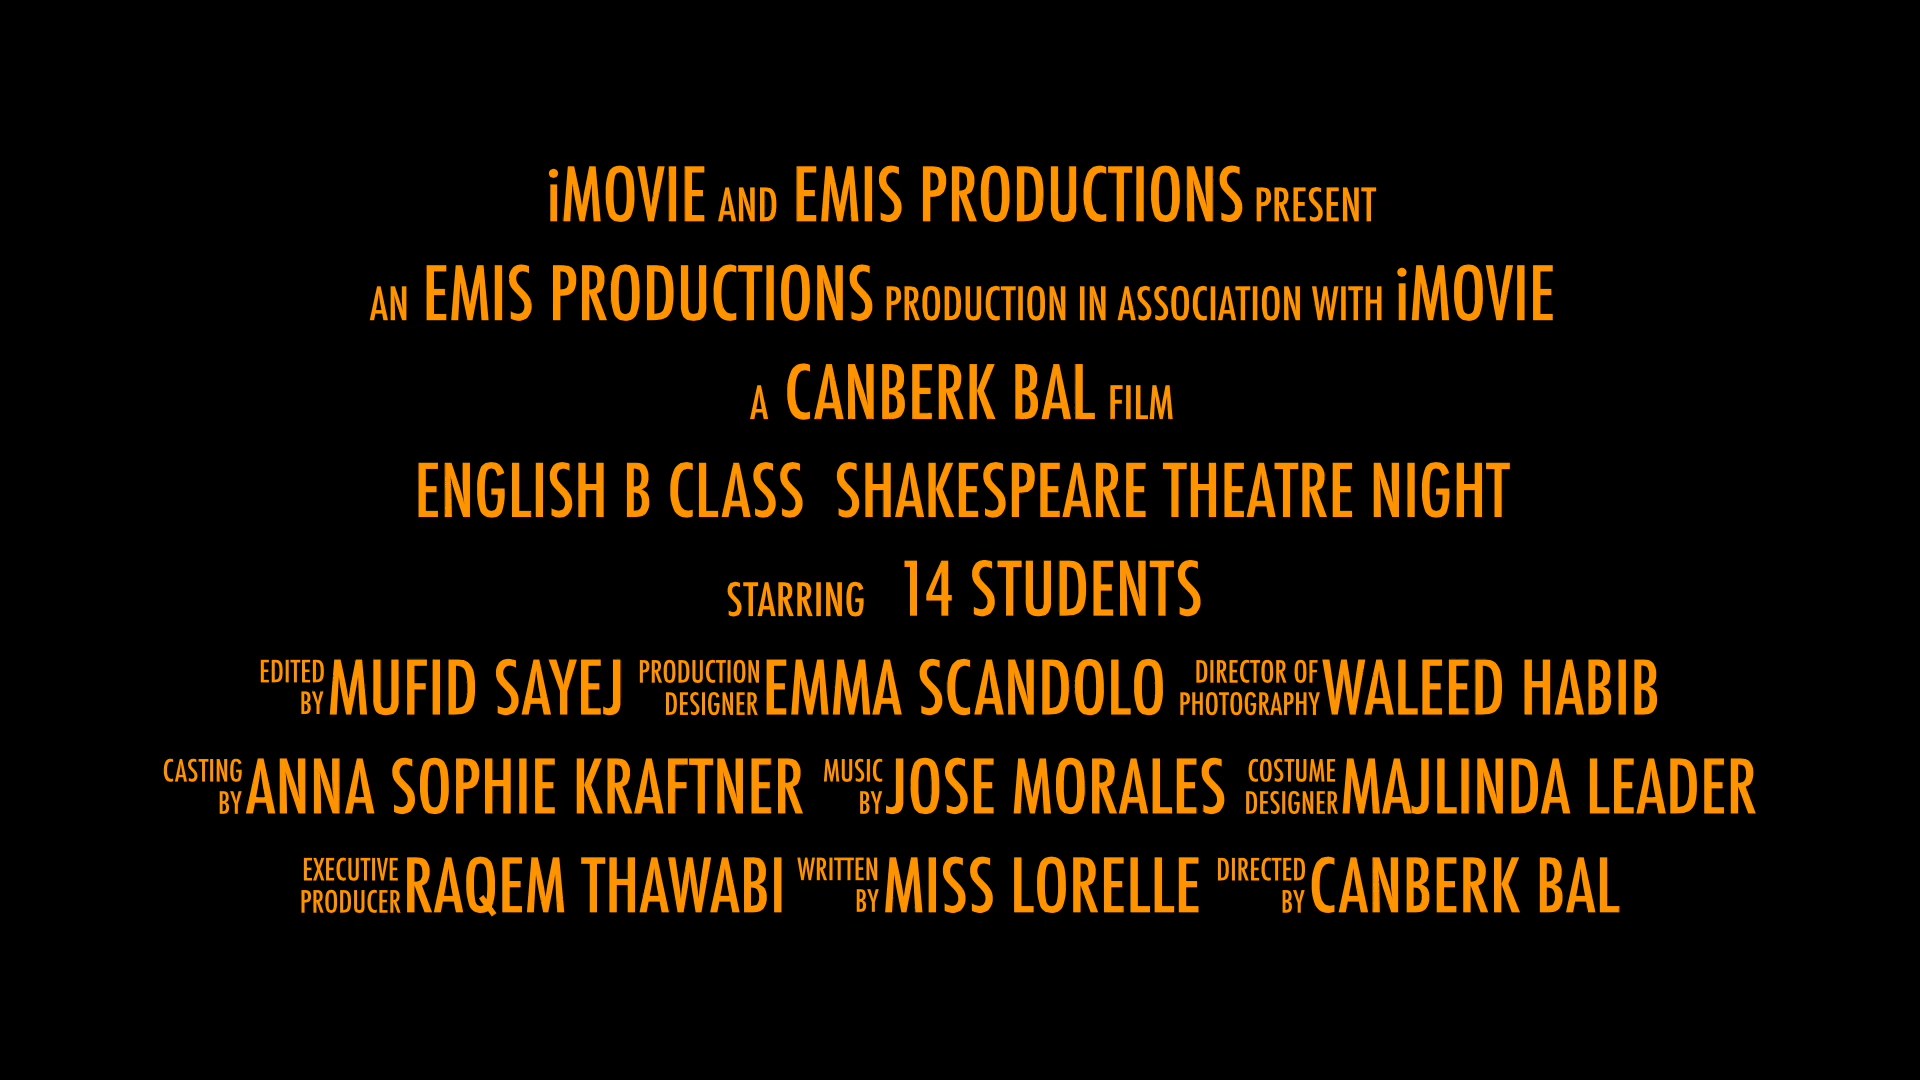 iMOVIE AND EMIS PRODUCTIONS PRESENT
AN EMIS PRODUCTIONS PRODUCTION IN ASSOCIATION WITH iMOVIE
A CANBERK BAL FILM
ENGLISH B CLASS  SHAKESPEARE THEATRE NIGHT
STARRING  14 STUDENTS
EDITED BY MUFID SAYEJ PRODUCTION DESIGNER EMMA SCANDOLO DIRECTOR OF PHOTOGRAPHY WALEED HABIB
CASTING BY ANNA SOPHIE KRAFTNER MUSIC BY JOSE MORALES COSTUME DESIGNER MAJLINDA LEADER
EXECUTIVE PRODUCER RAQEM THAWABI WRITTEN BY MISS LORELLE DIRECTED BY CANBERK BAL